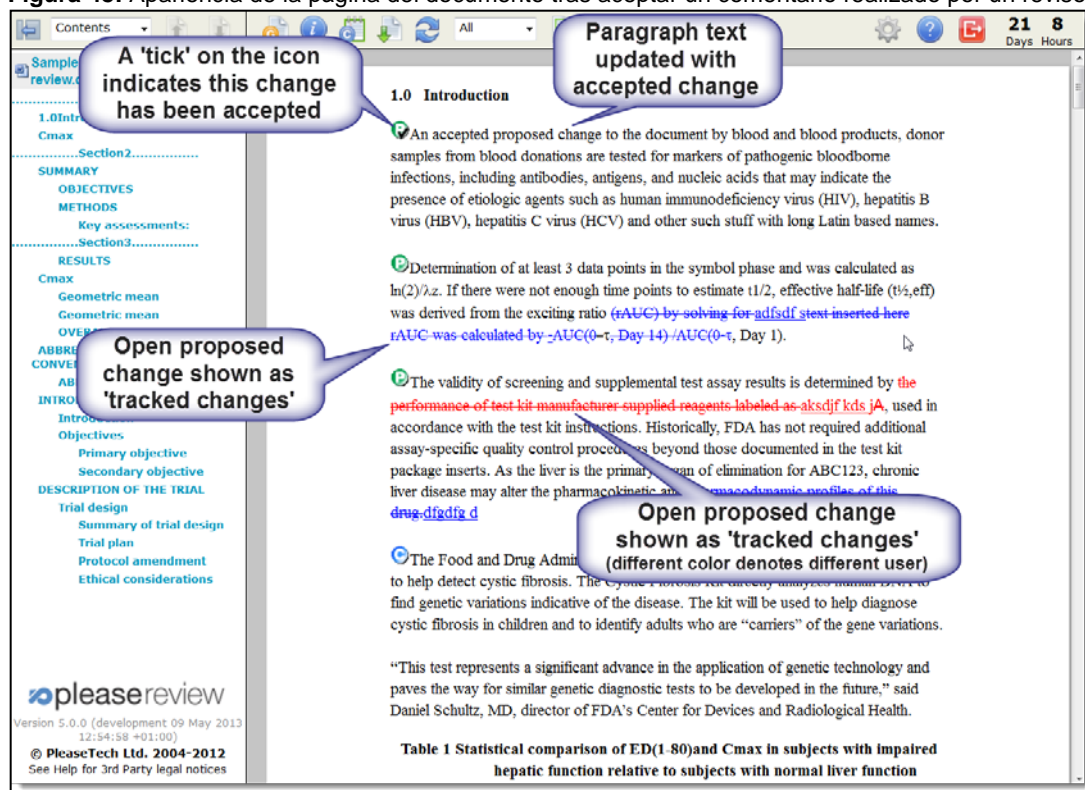 Figura 45. Apariencia de la página del documento tras aceptar un comentario realizado por un revisor
Contents
All
21 8
Days Hours
A 'tick' on the icon
indicates this change
has been accepted
Paragraph text
updated with
accepted change
Sample
review.
1.0
Cmax
Section2
SUMMARY
OBJECTIVES
METHODS
Key assessments:
Section3
RESULTS
Cmax
Geometric mean
Geometric mean
Open proposed
change shown as
'tracked changes'
Introduction
Objectives
Primary objective
Secondary objective
DESCRIPTION OF THE TRIAL
Trial design
Summary of trial design
Trial plan
Protocol amendment
Ethical considerations
pleasereview
Version 5.0.0 (development 09 May 2013
12:54:58 +01:00)
© PleaseTech Ltd. 2004-2012
See Help for 3rd Party legal notices
1.0 Introduction
An accepted proposed change to the document by blood and blood products, donor
samples from blood donations are tested for markers of pathogenic bloodborne
infections, including antibodies, antigens, and nucleic acids that may indicate the
presence of etiologic agents such as human immunodeficiency virus (HIV), hepatitis B
virus (HBV), hepatitis C virus (HCV) and other such stuff with long Latin based names.
Determination of at least 3 data points in the symbol phase and was calculated as
ln(2)/λz. If there were not enough time points to estimate t1/2, effective half-life (t½,eff)
was derived from the exciting ratio (rAUC) by solving for adfsdf stext inserted here
rAUC was calculated by -AUC(0-τ, Day 14) /AUC(0-τ, Day 1).
The validity of screening and supplemental test assay results is determined by the
performance of test kit manufacturer supplied reagents labeled as aksdjf kds jA, used in
accordance with the test kit instructions. Historically, FDA has not required additional
assay-specific quality control procedures beyond those documented in the test kit
package inserts. As the liver is the primary organ of elimination for ABC123, chronic
liver disease may alter the pharmacokinetic and pharmacodynamic profiles of this
drug.dfgdfg d
Open proposed change
shown as 'tracked changes'
(different color denotes different user)
The Food and Drug
to help detect cystic fibrosis. The Cystic Fibrosis Kit directly analyzes human DNA to
find genetic variations indicative of the disease. The kit will be used to help diagnose
cystic fibrosis in children and to identify adults who are “carriers” of the gene variations.
“This test represents a significant advance in the application of genetic technology and
paves the way for similar genetic diagnostic tests to be developed in the future,” said
Daniel Schultz, MD, director of FDA’s Center for Devices and Radiological Health.
Table 1 Statistical comparison of ED(1-80)and Cmax in subjects with impaired
hepatic function relative to subjects with normal liver function